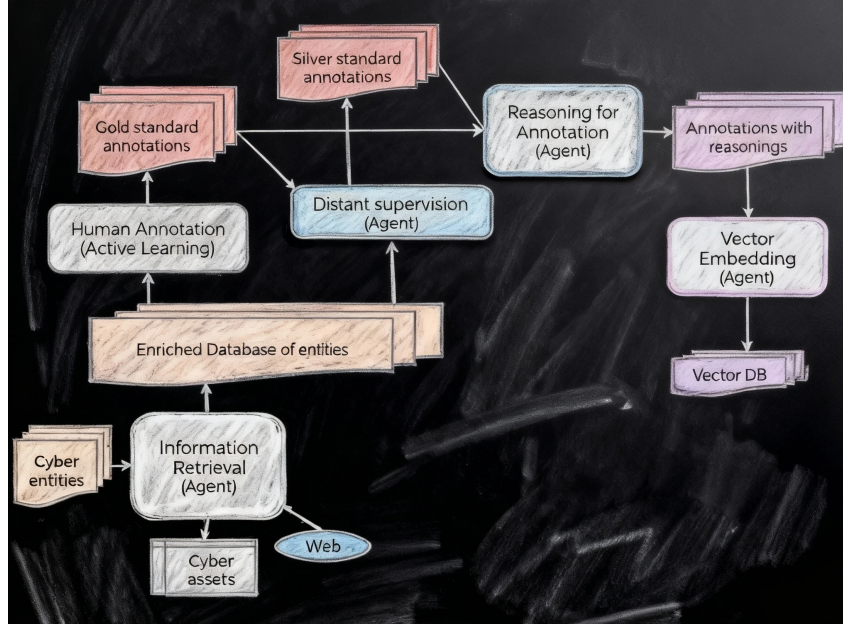 Silver standard
annotations
Gold standard
annotations
Reasoning for
Annotation
(Agent)
Annotations with
reasonings
Human Annotation
(Active Learning)
Distant supervision
(Agent)
Vector
Embedding
(Agent)
Enriched Database of entities
Vector DB
Cyber
entities
Information
Retrieval
(Agent)
Web
Cyber
assets